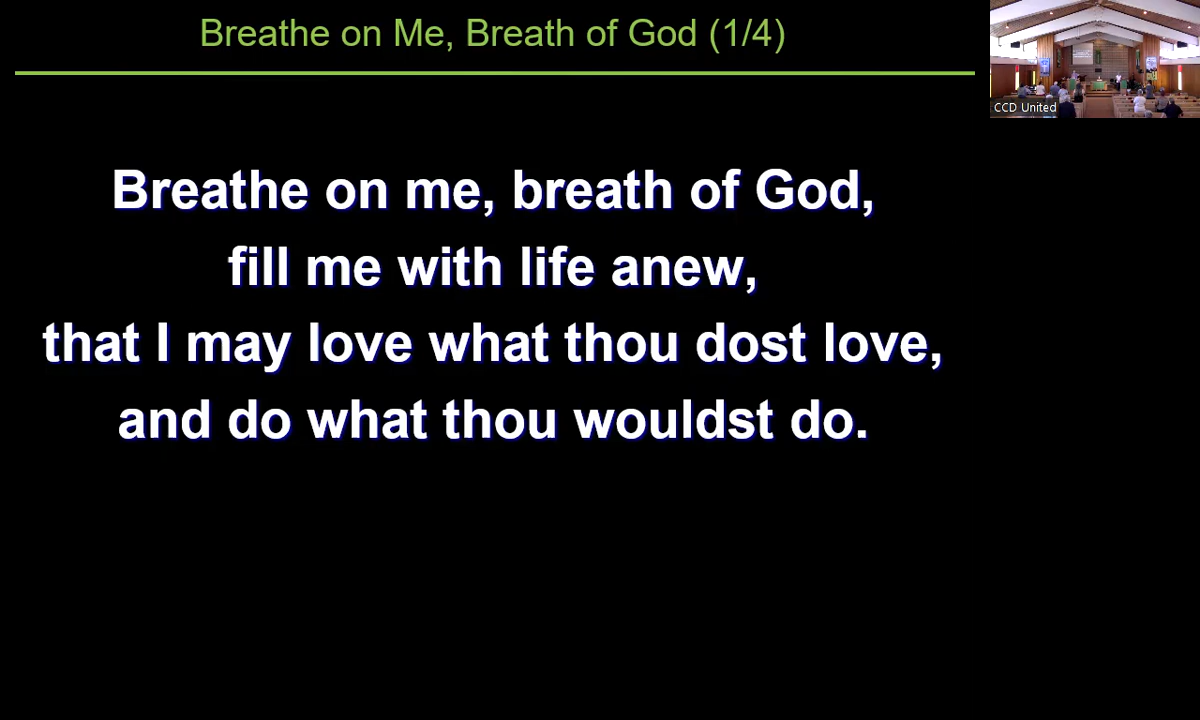 Breathe on Me, Breath of God (1/4)
CCD United
Breathe on me, breath of God,
fill me with life anew,
that I may love what thou dost love,
and do what thou wouldst do.